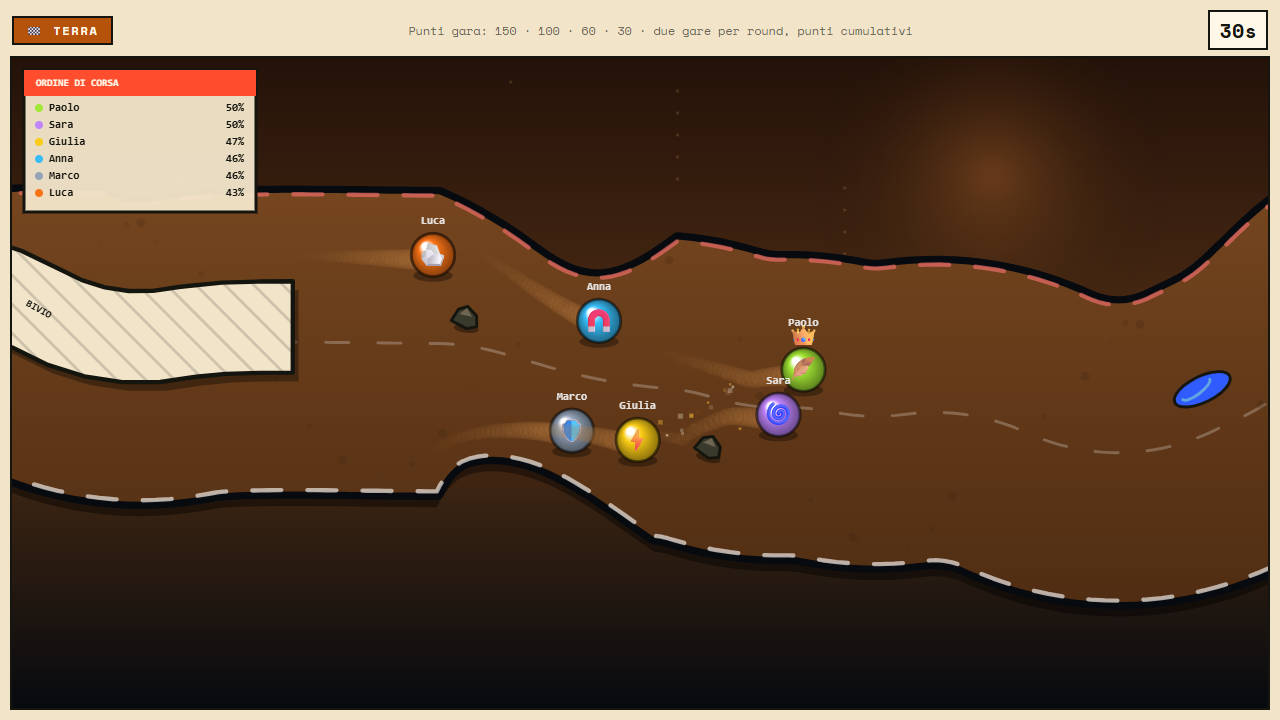 TERRA
Punti gara: 150 · 100 · 60 · 30 · due gare per round, punti cumulativi
30s
ORDINE DI CORSA
Paolo 50%
Sara 50%
Giulia 47%
Anna 46%
Marco 46%
Luca 43%
Luca
Anna
BIVIO
Paolo
Sara
Marco
Giulia